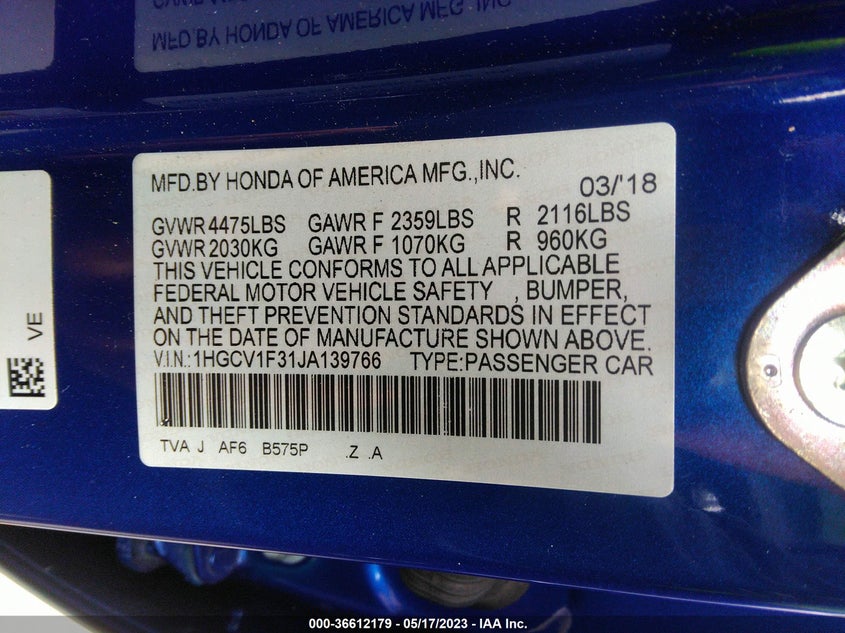 MFD.BY HONDA OF AMERICA MFG.,INC.
MFD.BY HONDA OF AMERICA MFG.,INC. 03/'18
GVWR 4475LBS GAWR F 2359LBS R 2116LBS
GVWR 2030KG GAWR F 1070KG R 960KG
THIS VEHICLE CONFORMS TO ALL APPLICABLE
FEDERAL MOTOR VEHICLE SAFETY , BUMPER,
AND THEFT PREVENTION STANDARDS IN EFFECT
ON THE DATE OF MANUFACTURE SHOWN ABOVE.
V.I.N.:1HGCV1F31JA139766 TYPE:PASSENGER CAR
TVA J AF6 B575P .Z .A
VE
000-36612179 - 05/17/2023 - IAA Inc.